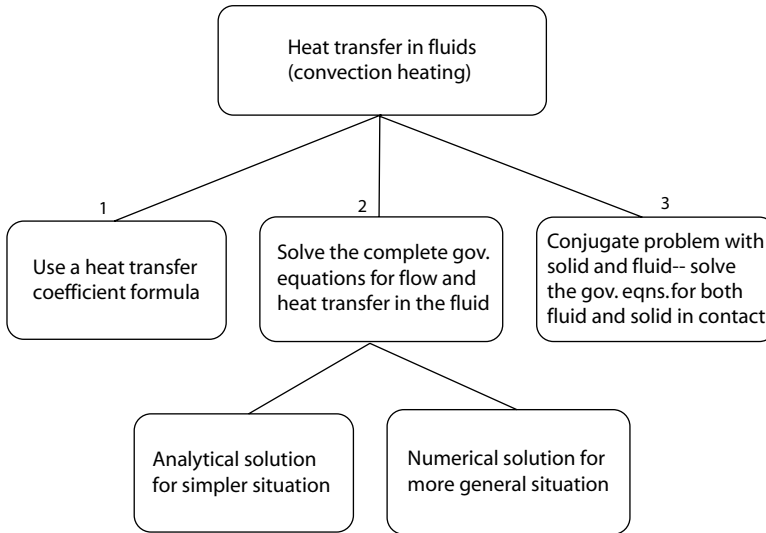 Heat transfer in fluids
(convection heating)
1
2
3
Use a heat transfer
coefficient formula
Solve the complete gov.
equations for flow and
heat transfer in the fluid
Conjugate problem with
solid and fluid-- solve
the gov. eqns.for both
fluid and solid in contact
Analytical solution
for simpler situation
Numerical solution for
more general situation